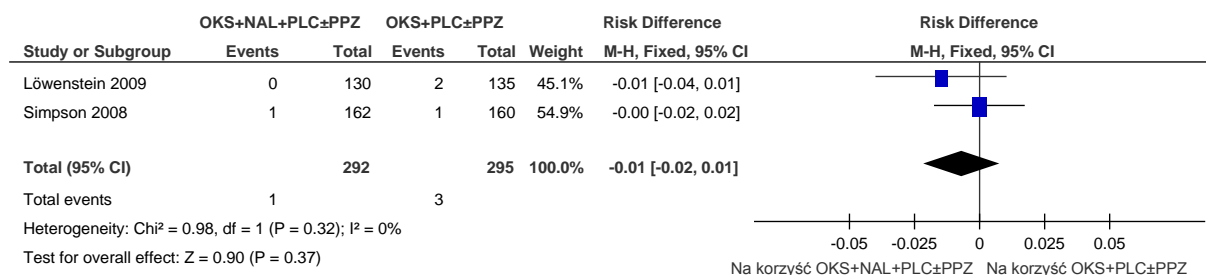 OKS+NAL+PLC±PPZ OKS+PLC±PPZ Risk Difference Risk Difference
Study or Subgroup Events Total Events Total Weight M-H, Fixed, 95% CI M-H, Fixed, 95% CI
Löwenstein 2009 0 130 2 135 45.1% -0.01 [-0.04, 0.01]
Simpson 2008 1 162 1 160 54.9% -0.00 [-0.02, 0.02]
Total (95% CI) 292 295 100.0% -0.01 [-0.02, 0.01]
Total events 1 3
Heterogeneity: Chi² = 0.98, df = 1 (P = 0.32); I² = 0%
Test for overall effect: Z = 0.90 (P = 0.37)
-0.05 -0.025 0 0.025 0.05
Na korzyść OKS+NAL+PLC±PPZ Na korzyść OKS+PLC±PPZ